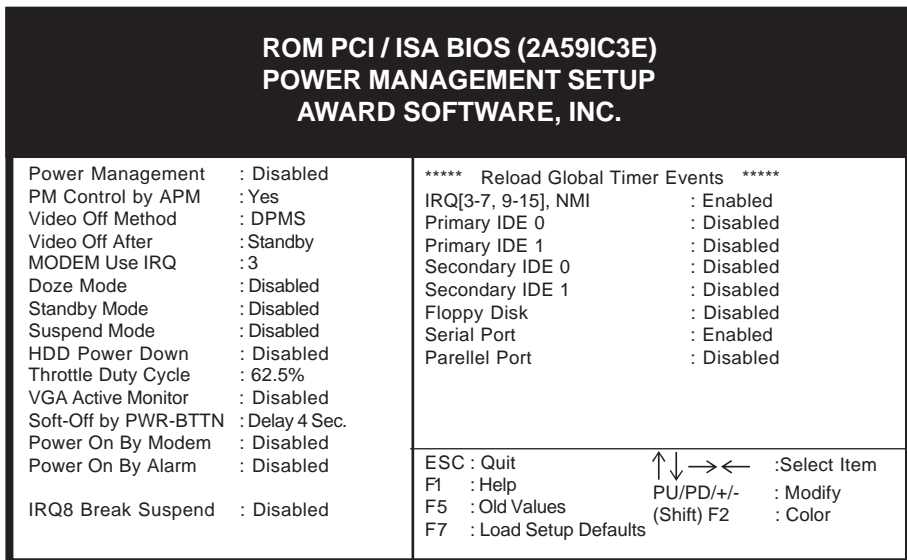 ROM PCI / ISA BIOS (2A59IC3E)
POWER MANAGEMENT SETUP
AWARD SOFTWARE, INC.
Power Management : Disabled
PM Control by APM : Yes
Video Off Method : DPMS
Video Off After : Standby
MODEM Use IRQ : 3
Doze Mode : Disabled
Standby Mode : Disabled
Suspend Mode : Disabled
HDD Power Down : Disabled
Throttle Duty Cycle : 62.5%
VGA Active Monitor : Disabled
Soft-Off by PWR-BTTN : Delay 4 Sec.
Power On By Modem : Disabled
Power On By Alarm : Disabled
IRQ8 Break Suspend : Disabled
***** Reload Global Timer Events *****
IRQ[3-7, 9-15], NMI : Enabled
Primary IDE 0 : Disabled
Primary IDE 1 : Disabled
Secondary IDE 0 : Disabled
Secondary IDE 1 : Disabled
Floppy Disk : Disabled
Serial Port : Enabled
Parellel Port : Disabled
ESC : Quit ↑↓→← :Select Item
F1 : Help PU/PD/+/- : Modify
F5 : Old Values (Shift) F2 : Color
F7 : Load Setup Defaults